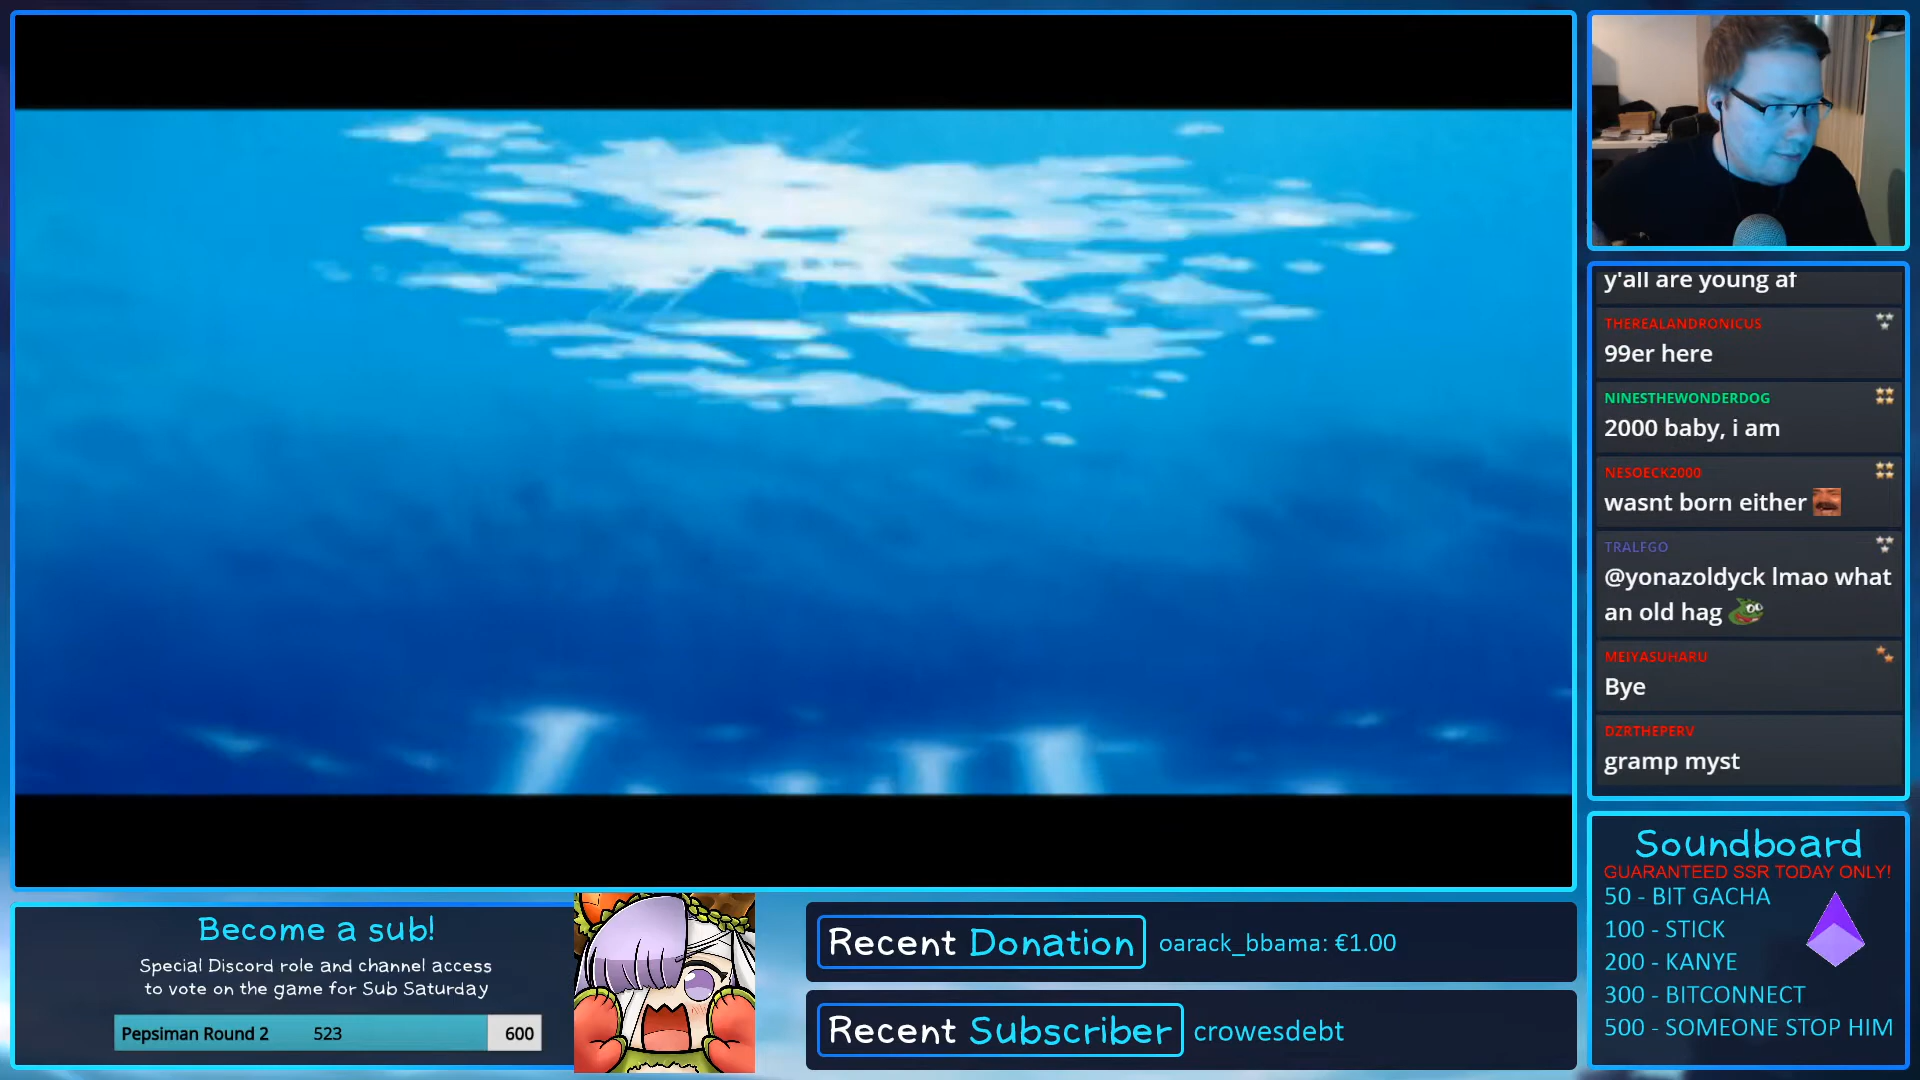 y'all are young af
THEREALANDRONICUS
99er here
NINESTHEWONDERDOG
2000 baby, i am
NESOECK2000
wasnt born either
TRALFGO
@yonazoldyck lmao what
an old hag
MEIYASUHARU
Bye
DZRTHEPERV
gramp myst
Soundboard
GUARANTEED SSR TODAY ONLY!
50 - BIT GACHA
100 - STICK
200 - KANYE
300 - BITCONNECT
500 - SOMEONE STOP HIM
Become a sub!
Special Discord role and channel access
to vote on the game for Sub Saturday
Pepsiman Round 2 523 600
Recent Donation oarack_bbama: €1.00
Recent Subscriber crowesdebt